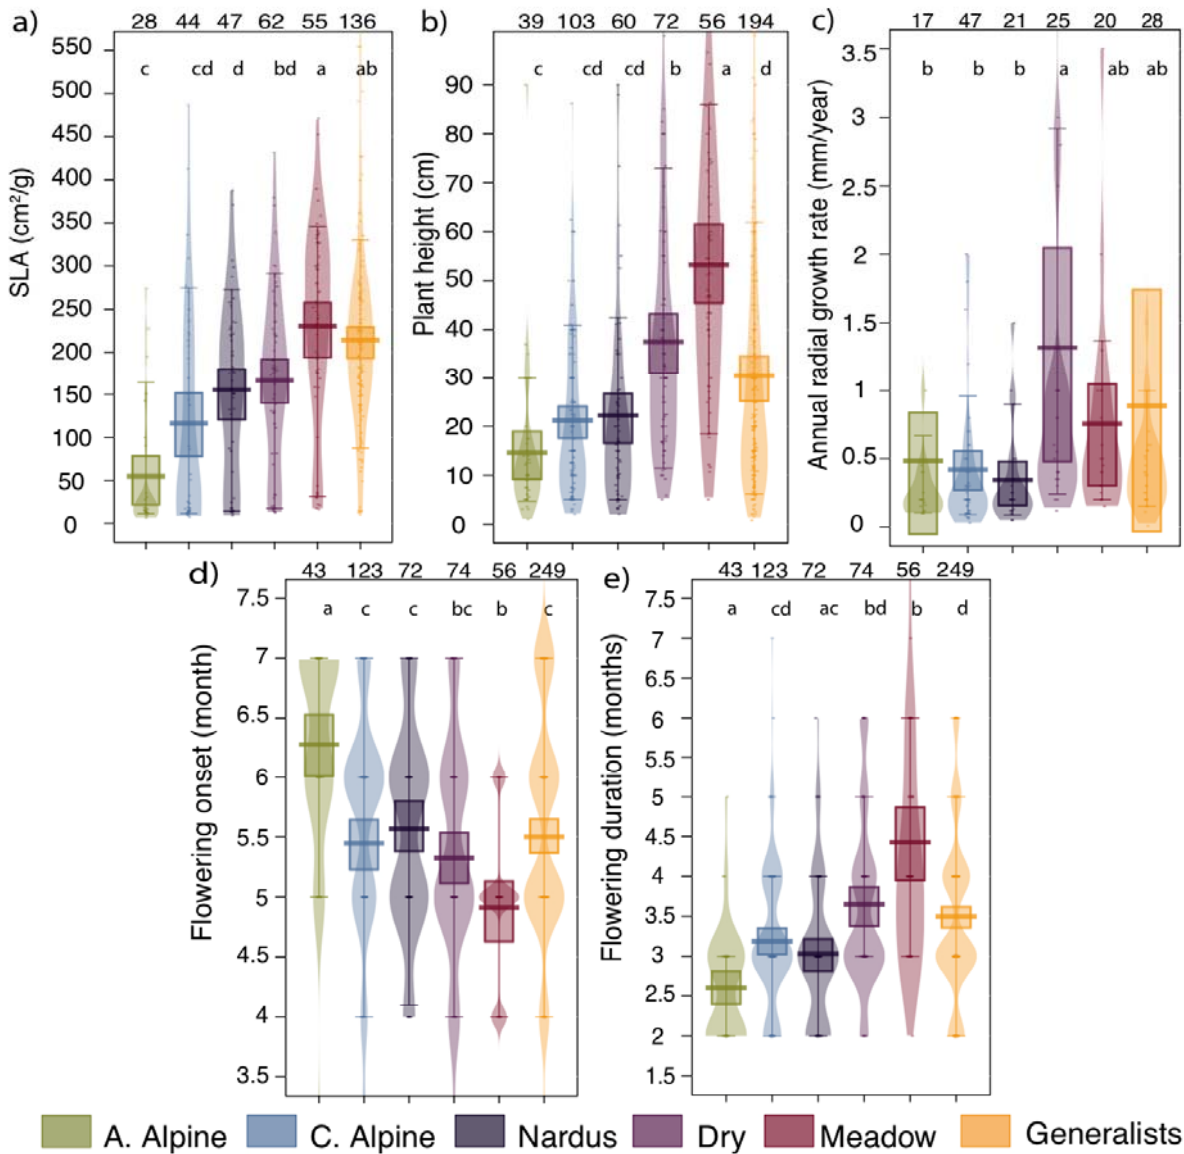 a)
28 44 47 62 55 136
c cd d bd a ab
SLA (cm²/g)
550
500
450
400
350
300
250
200
150
100
50
0
b)
39 103 60 72 56 194
c cd cd b a d
Plant height (cm)
90
80
70
60
50
40
30
20
10
0
c)
17 47 21 25 20 28
b b b a ab ab
Annual radial growth rate (mm/year)
3.5
3
2.5
2
1.5
1
0.5
0
d)
43 123 72 74 56 249
a c c bc b c
Flowering onset (month)
7.5
7
6.5
6
5.5
5
4.5
4
3.5
e)
43 123 72 74 56 249
a cd ac bd b d
Flowering duration (months)
7.5
7
6.5
6
5.5
5
4.5
4
3.5
3
2.5
2
1.5
A. Alpine C. Alpine Nardus Dry Meadow Generalists